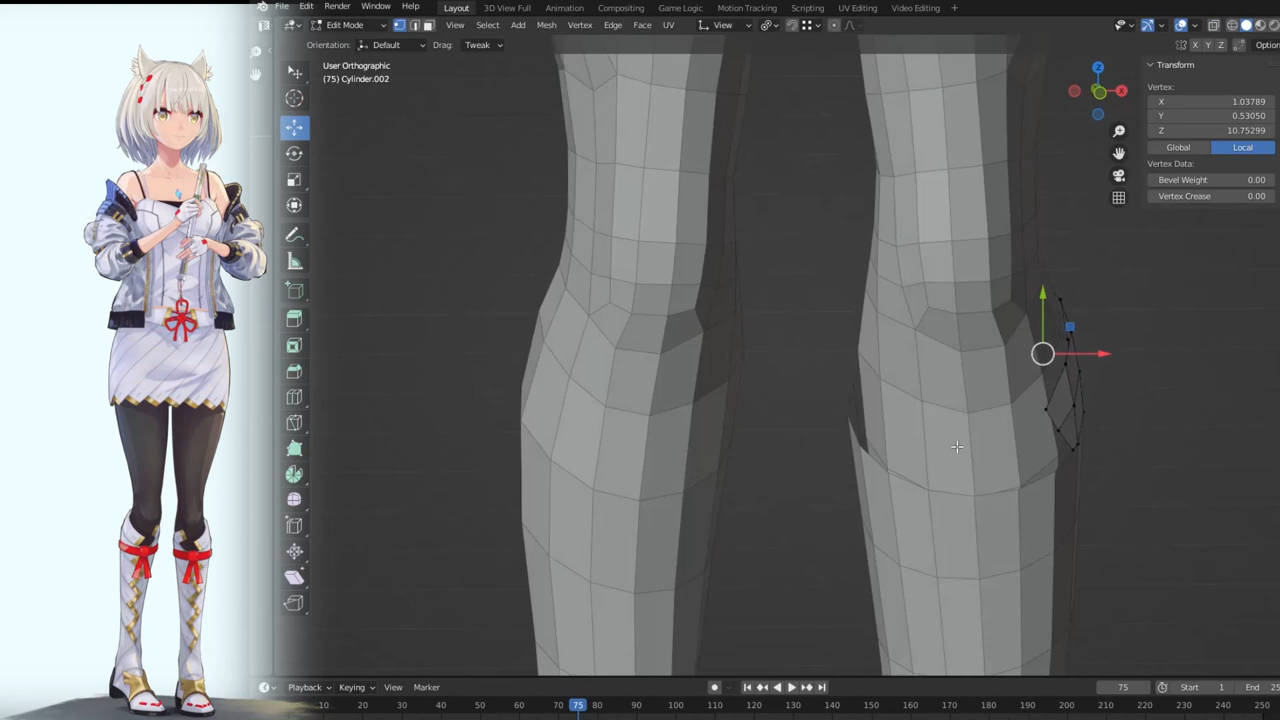 File Edit Render Window Help Layout 3D View Full Animation Compositing Game Logic Motion Tracking Scripting UV Editing Video Editing +
Edit Mode View Select Add Mesh Vertex Edge Face UV View
Orientation: Default Drag: Tweak X Y Z Optio
User Orthographic
(75) Cylinder.002
Z
X
Transform
Vertex:
X 1.03789
Y 0.53050
Z 10.75299
Global Local
Vertex Data:
Bevel Weight 0.00
Vertex Crease 0.00
Playback Keying View Marker 75 Start 1 End 25
10 20 30 40 50 60 70 75 80 90 100 110 120 130 140 150 160 170 180 190 200 210 220 230 240 250